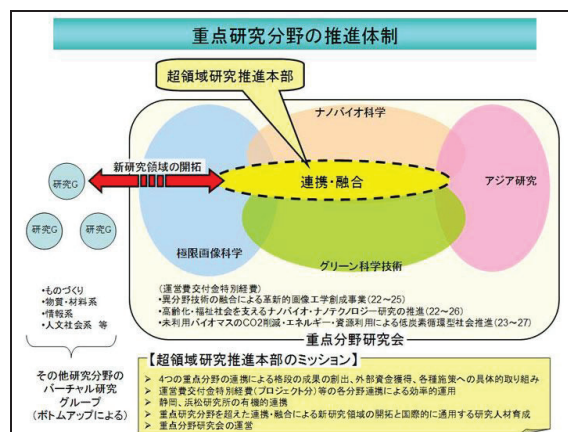 重点研究分野の推進体制
超領域研究推進本部
ナノバイオ科学
新研究領域の開拓
研究G
連携・融合
アジア研究
研究G
研究G
極限画像科学
グリーン科学技術
・ものづくり
・物質・材料系
・情報系
・人文社会系 等
(運営費交付金特別経費)
・異分野技術の融合による革新的画像工学創成事業(22~25)
・高齢化・福祉社会を支えるナノバイオ・ナノテクノロジー研究の推進(22~26)
・未利用バイオマスのCO2削減・エネルギー・資源利用による低炭素循環型社会推進(23~27)
重点分野研究会
その他研究分野の
バーチャル研究
グループ
(ボトムアップによる)
【超領域研究推進本部のミッション】
➢ 4つの重点分野の連携による格段の成果の創出、外部資金獲得、各種施策への具体的取り組み
➢ 運営費交付金特別経費(プロジェクト分)等の各分野連携による効率的運用
➢ 静岡、浜松研究所の有機的連携
➢ 重点研究分野を超えた連携・融合による新研究領域の開拓と国際的に通用する研究人材育成
➢ 重点分野研究会の運営